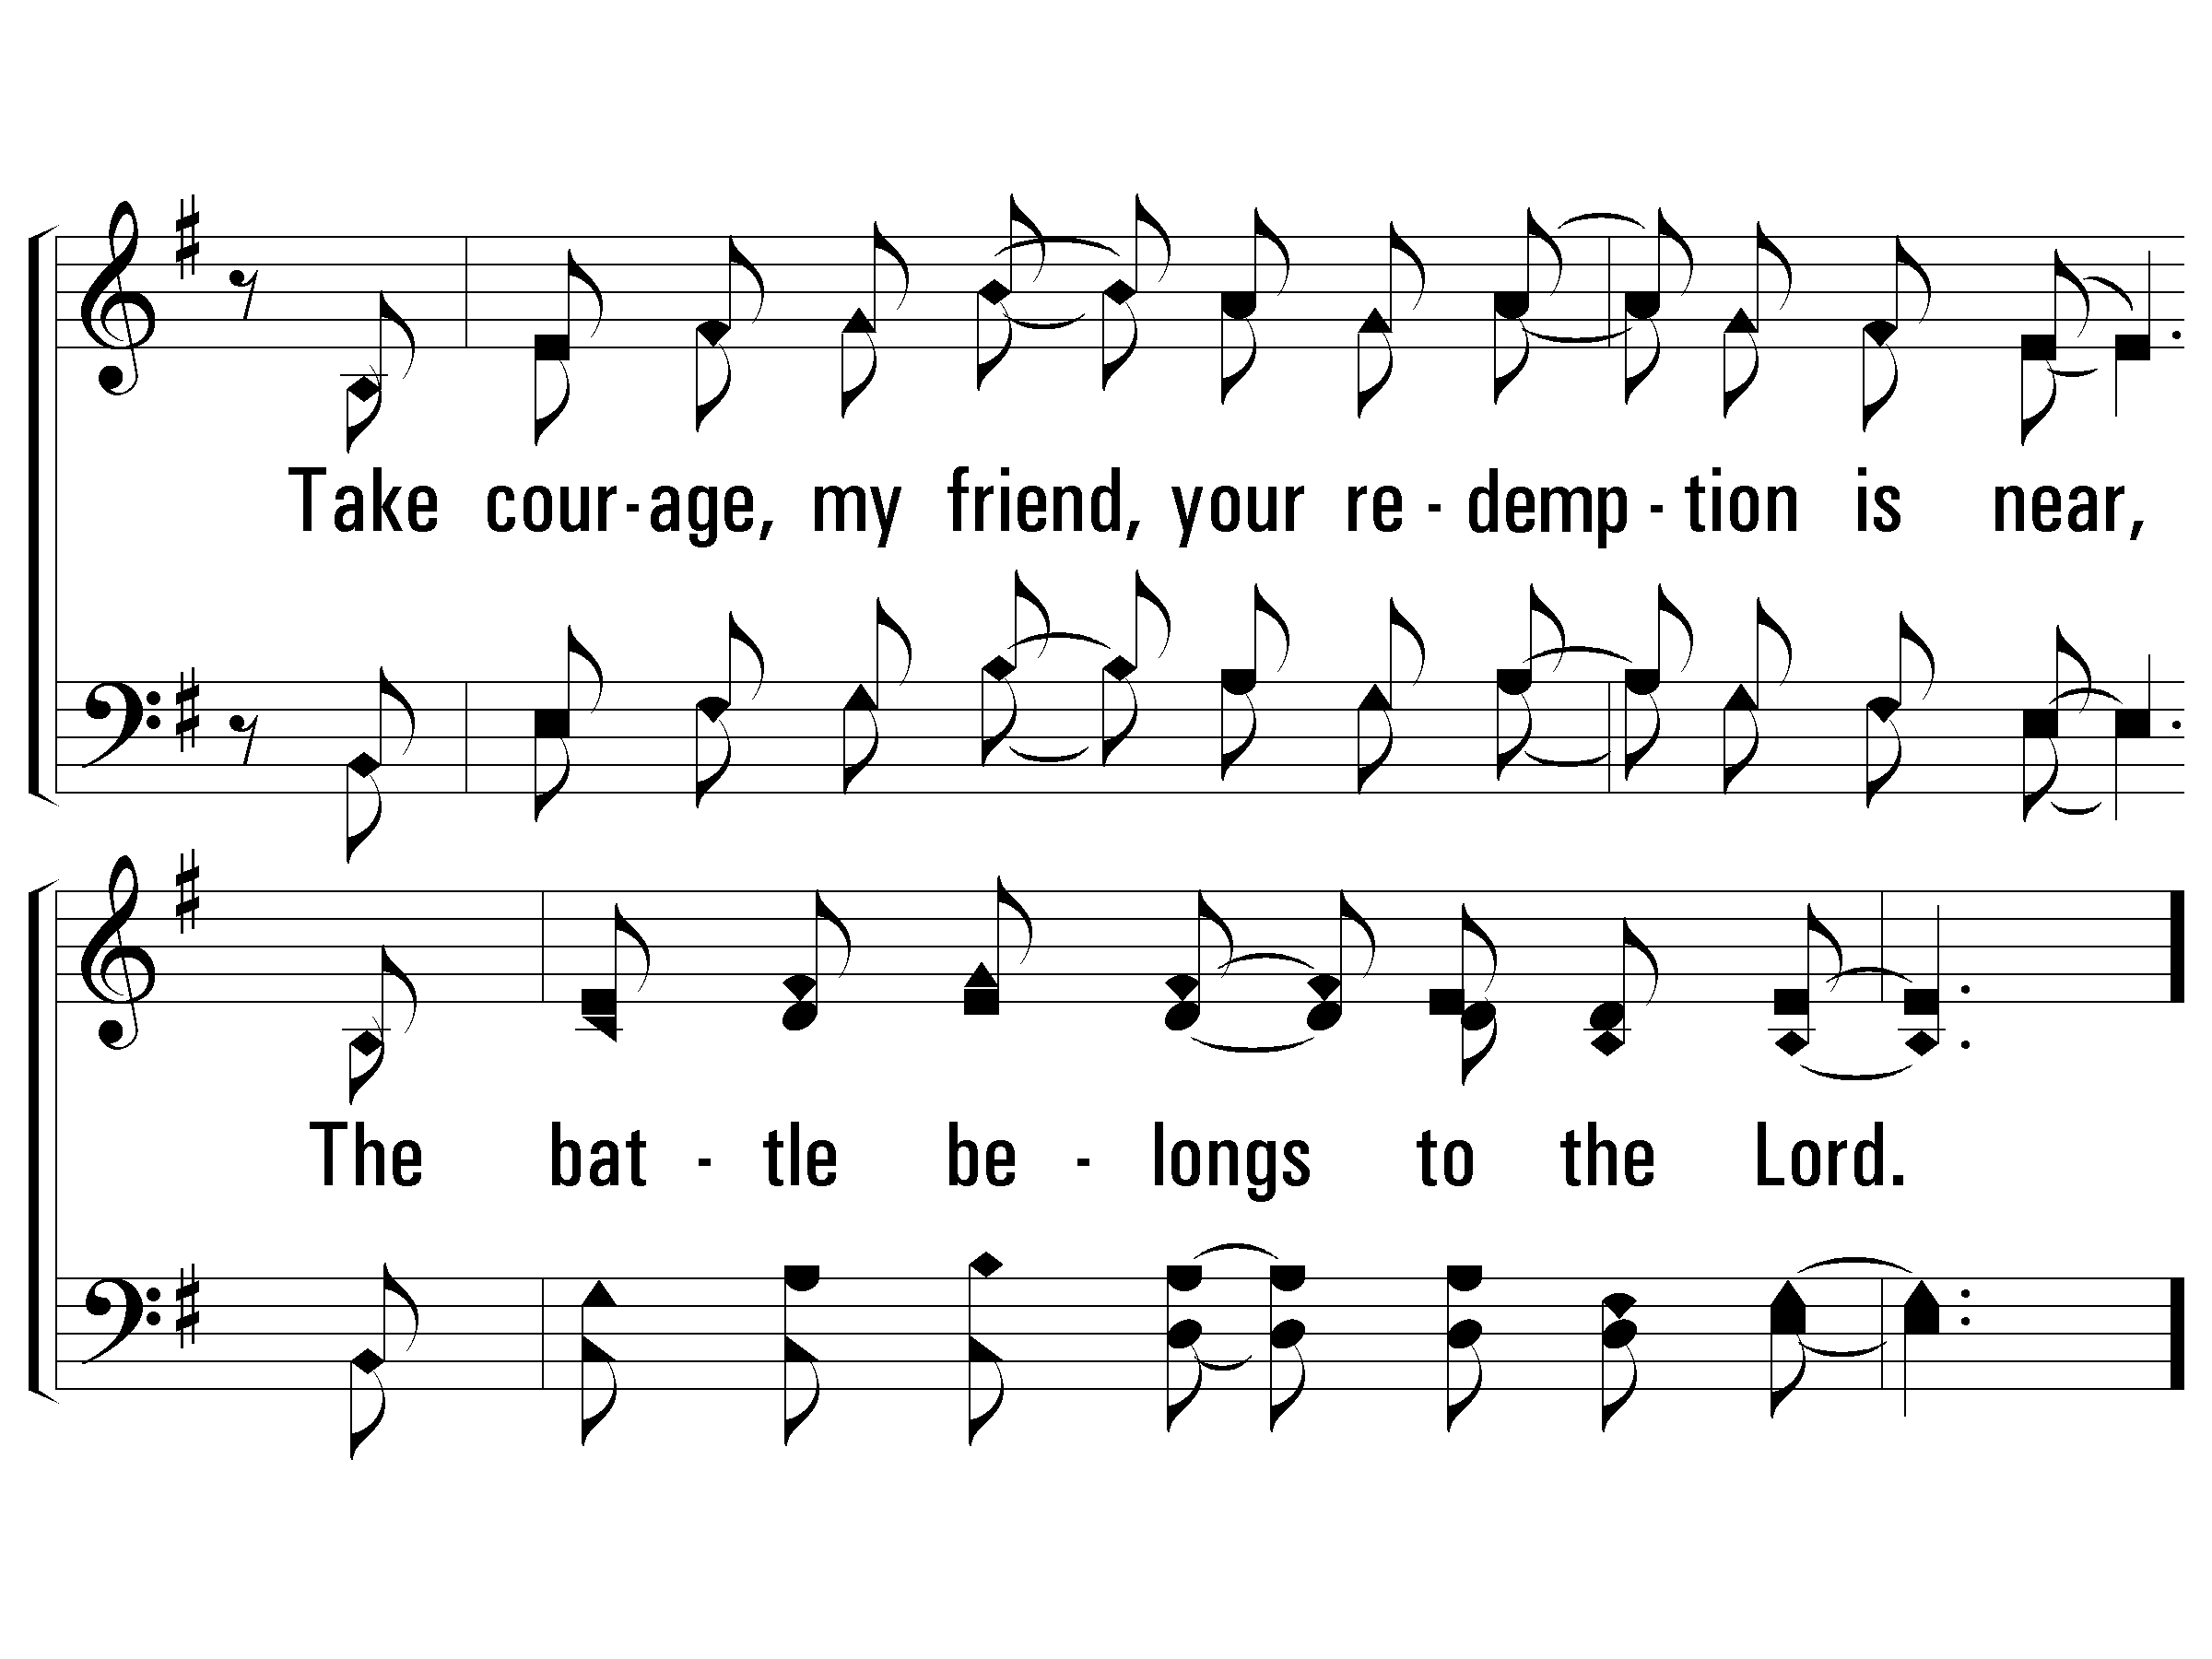 Take cour-age, my friend, your re - demp - tion is near,
The bat - tle be - longs to the Lord.